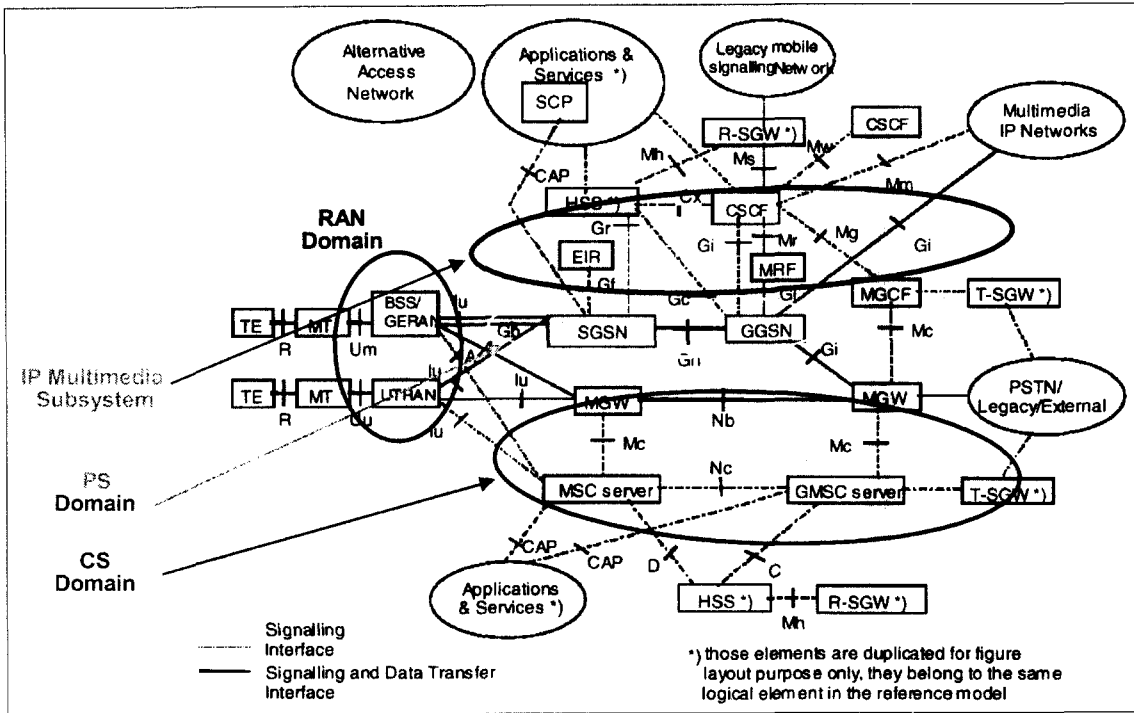 Alternative
Access
Network
Applications &
Services *)
SCP
Legacy mobile
signalling Network
R-SGW *)
CSCF
Multimedia
IP Networks
CAP
Mh
Ms
Mw
Mm
HSS *)
Cx
CSCF
RAN
Domain
Gr
Gi
Mr
Mg
Gi
EIR
MRF
Gf
Gc
Gi
MGCF
T-SGW *)
BSS/
GERAN
Iu
TE
R
MT
Um
Gb
SGSN
Gn
GGSN
Mc
Gi
A
IP Multimedia
Subsystem
Iu
TE
R
MT
Uu
UTRAN
Iu
Iu
MGW
Nb
MGW
PSTN/
Legacy/External
Mc
Mc
PS
Domain
MSC server
Nc
GMSC server
T-SGW *)
CS
Domain
CAP
CAP
D
C
Applications
& Services *)
HSS *)
Mh
R-SGW *)
Signalling
Interface
Signalling and Data Transfer
Interface
*) those elements are duplicated for figure
layout purpose only, they belong to the same
logical element in the reference model